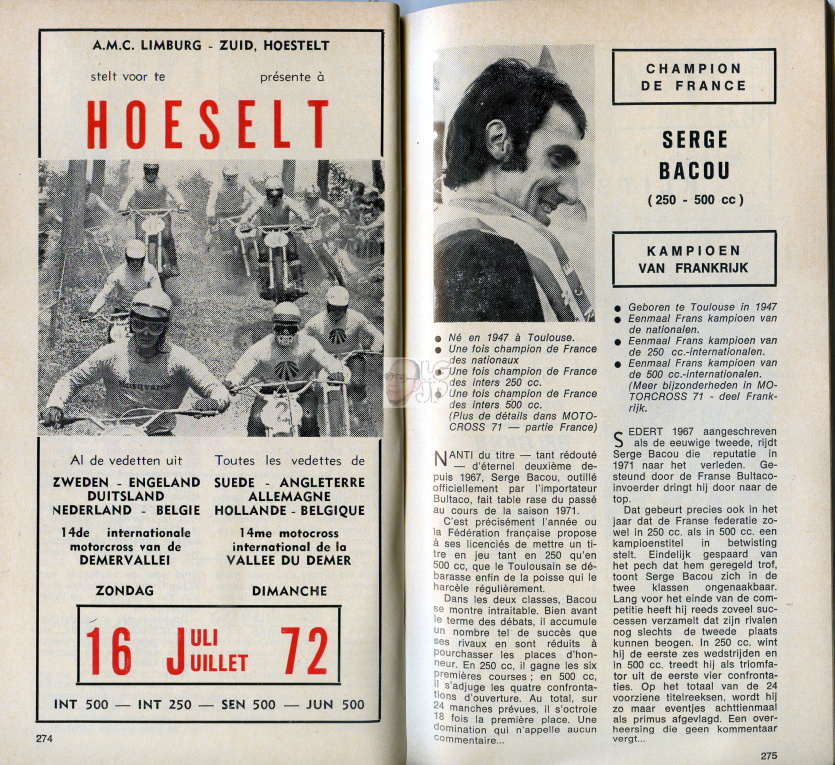 A.M.C. LIMBURG - ZUID, HOESTELT
stelt voor te présente à
HOESELT
Husqvarna
2
Al de vedetten uit
ZWEDEN - ENGELAND
DUITSLAND
NEDERLAND - BELGIE
14de internationale
motorcross van de
DEMERVALLEI
ZONDAG
Toutes les vedettes de
SUEDE - ANGLETERRE
ALLEMAGNE
HOLLANDE - BELGIQUE
14me motocross
international de la
VALLEE DU DEMER
DIMANCHE
16 JULI JUILLET 72
INT 500 — INT 250 — SEN 500 — JUN 500
274
CHAMPION
DE FRANCE
SERGE
BACOU
(250 - 500 cc)
KAMPIOEN
VAN FRANKRIJK
● Né en 1947 à Toulouse.
● Une fois champion de France
des nationaux
● Une fois champion de France
des inters 250 cc.
● Une fois champion de France
des inters 500 cc.
(Plus de détails dans MOTO-
CROSS 71 — partie France)
NANTI du titre — tant rédouté
— d'éternel deuxième de-
puis 1967, Serge Bacou, outillé
officiellement par l'importateur
Bultaco, fait table rase du passé
au cours de la saison 1971.
C'est précisément l'année ou
la Fédération française propose
à ses licenciés de mettre un ti-
tre en jeu tant en 250 qu'en
500 cc, que le Toulousain se dé-
barasse enfin de la poisse qui le
harcèle régulièrement.
Dans les deux classes, Bacou
se montre intraitable. Bien avant
le terme des débats, il accumule
un nombre tel de succès que
ses rivaux en sont réduits à
pourchasser les places d'hon-
neur. En 250 cc, il gagne les six
premières courses ; en 500 cc,
il s'adjuge les quatre confronta-
tions d'ouverture. Au total, sur
24 manches prévues, il s'octroie
18 fois la première place. Une
domination qui n'appelle aucun
commentaire...
● Geboren te Toulouse in 1947
● Eenmaal Frans kampioen van
de nationalen.
● Eenmaal Frans kampioen van
de 250 cc.-internationalen.
● Eenmaal Frans kampioen van
de 500 cc.-internationalen.
(Meer bijzonderheden in MO-
TORCROSS 71 - deel Frank-
rijk.
SEDERT 1967 aangeschreven
als de eeuwige tweede, rijdt
Serge Bacou die reputatie in
1971 naar het verleden. Ge-
steund door de Franse Bultaco-
invoerder dringt hij door naar de
top.
Dat gebeurt precies ook in het
jaar dat de Franse federatie zo-
wel in 250 cc. als in 500 cc. een
kampioenstitel in betwisting
stelt. Eindelijk gespaard van
het pech dat hem geregeld trof,
toont Serge Bacou zich in de
twee klassen ongenaakbaar.
Lang voor het einde van de com-
petitie heeft hij reeds zoveel suc-
cessen verzameld dat zijn rivalen
nog slechts de tweede plaats
kunnen beogen. In 250 cc. wint
hij de eerste zes wedstrijden en
in 500 cc. treedt hij als triomfa-
tor uit de eerste vier confronta-
ties. Op het totaal van de 24
voorziene titelreeksen, wordt hij
zo maar eventjes achttienmaal
als primus afgevlagd. Een over-
heersing die geen kommentaar
vergt...
275